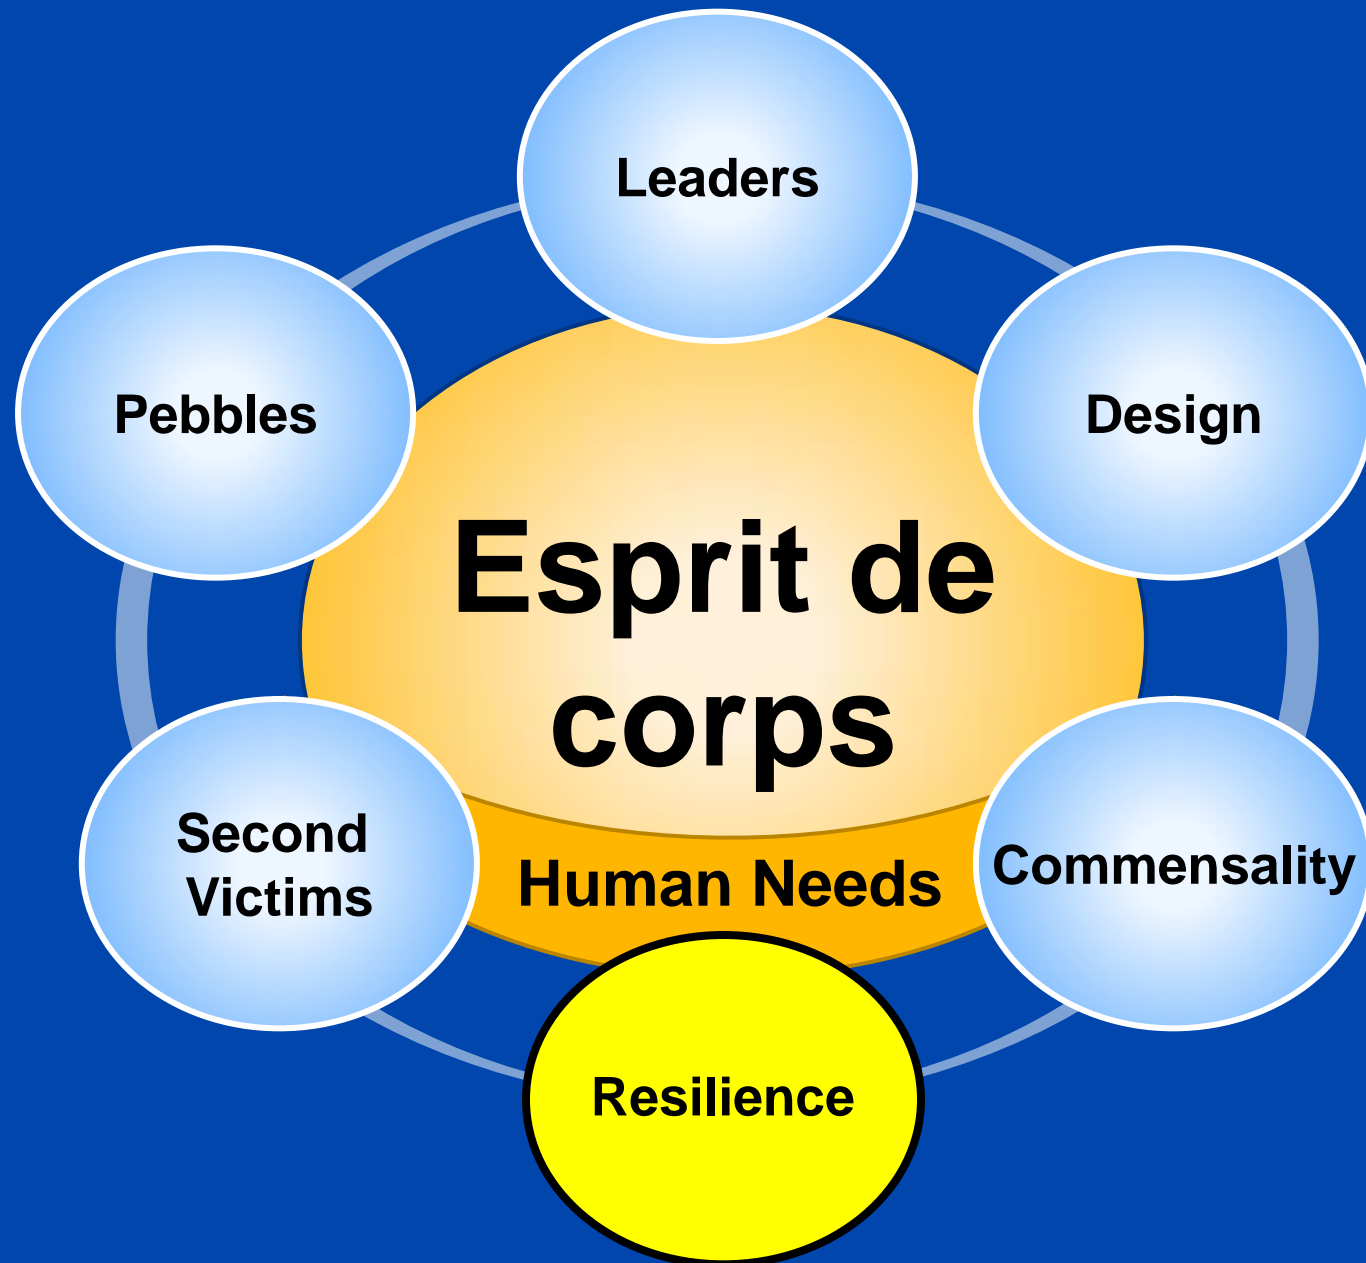 Leaders
Pebbles
Design
Esprit de
corps
Second
Victims
Human Needs
Commensality
Resilience